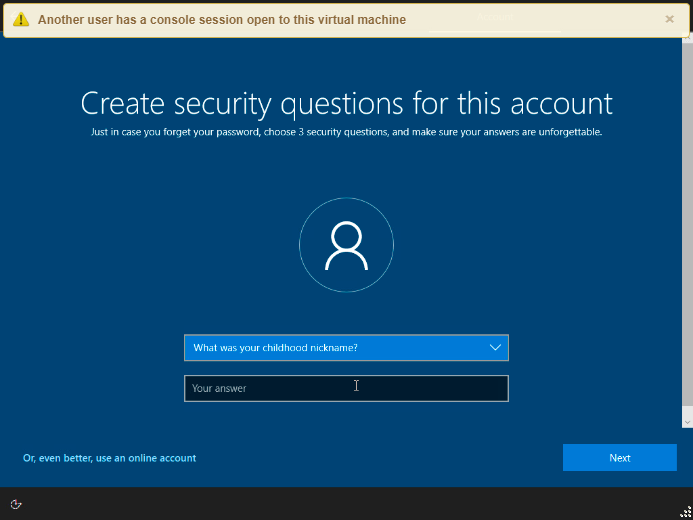 Another user has a console session open to this virtual machine
Create security questions for this account
Just in case you forget your password, choose 3 security questions, and make sure your answers are unforgettable.
What was your childhood nickname?
Your answer
Or, even better, use an online account
Next